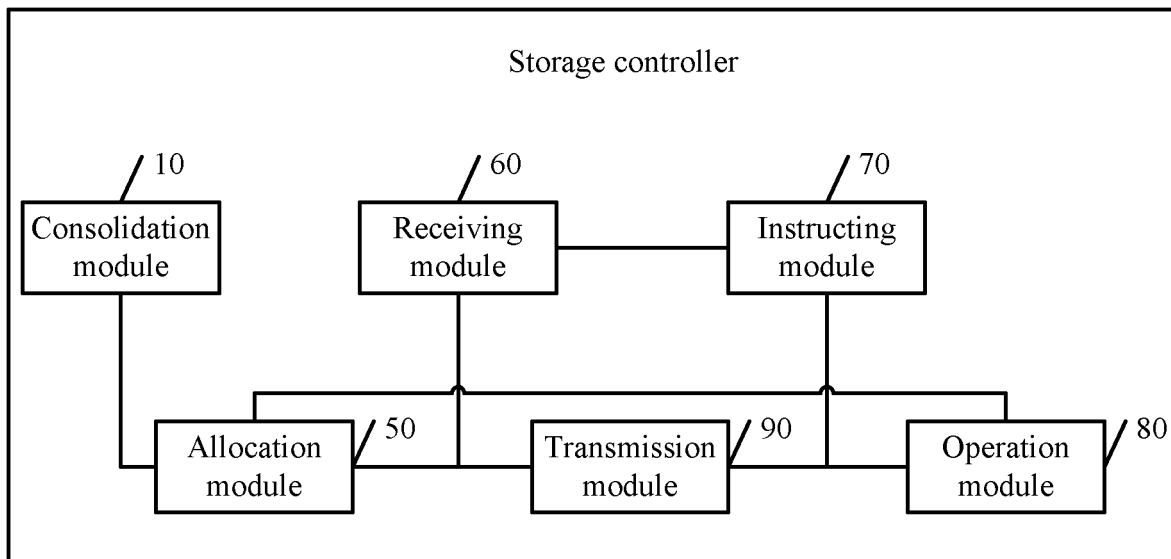 Storage controller
10
60
70
Consolidation
module
Receiving
module
Instructing
module
50
90
80
Allocation
module
Transmission
module
Operation
module